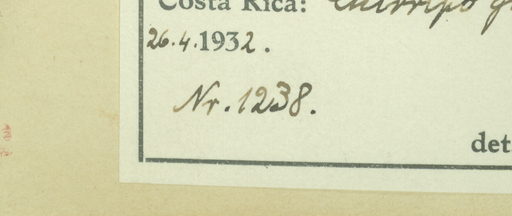 Costa Rica:
26.4.1932.
Nr. 1238.
det